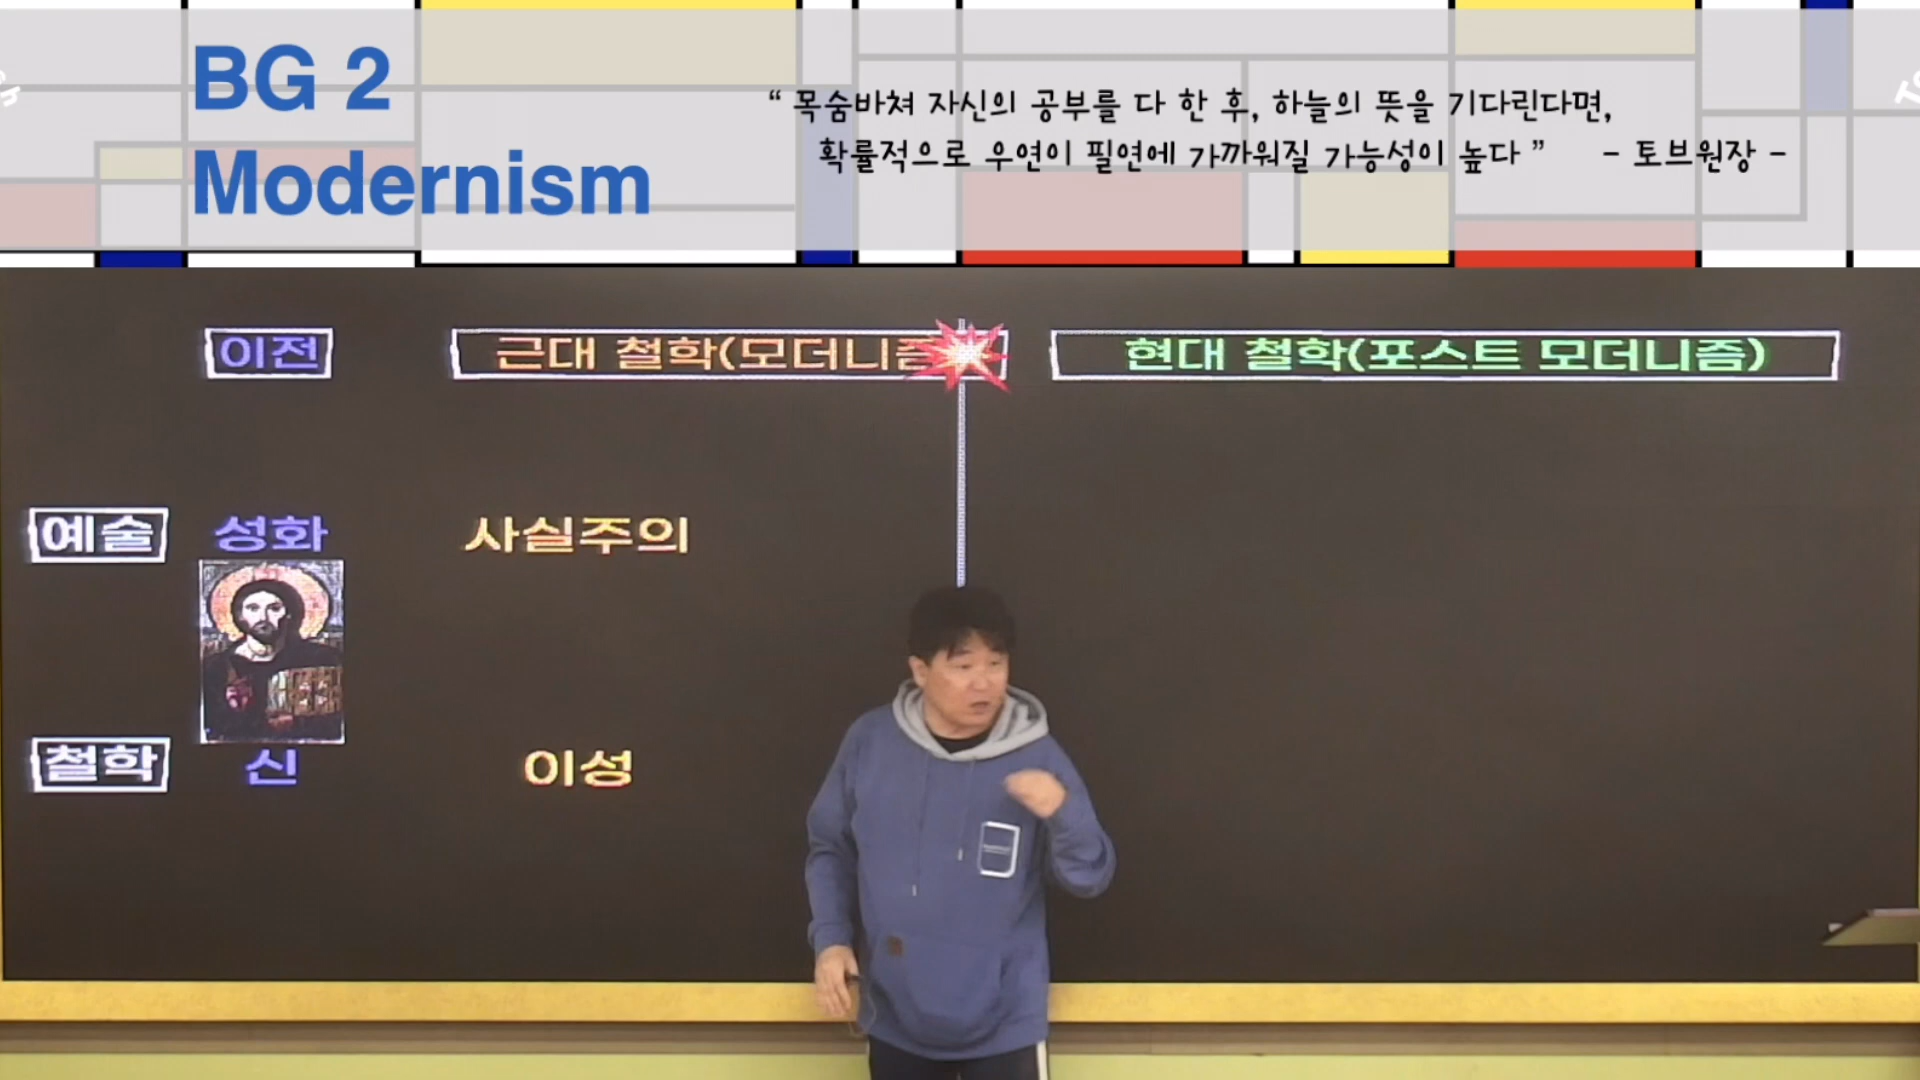 BG 2
Modernism
“ 목숨바쳐 자신의 공부를 다 한 후, 하늘의 뜻을 기다린다면,
확률적으로 우연이 필연에 가까워질 가능성이 높다 ” - 토브원장 -
이전
근대 철학(모더니즘
현대 철학(포스트 모더니즘)
예술
성화
사실주의
철학
신
이성